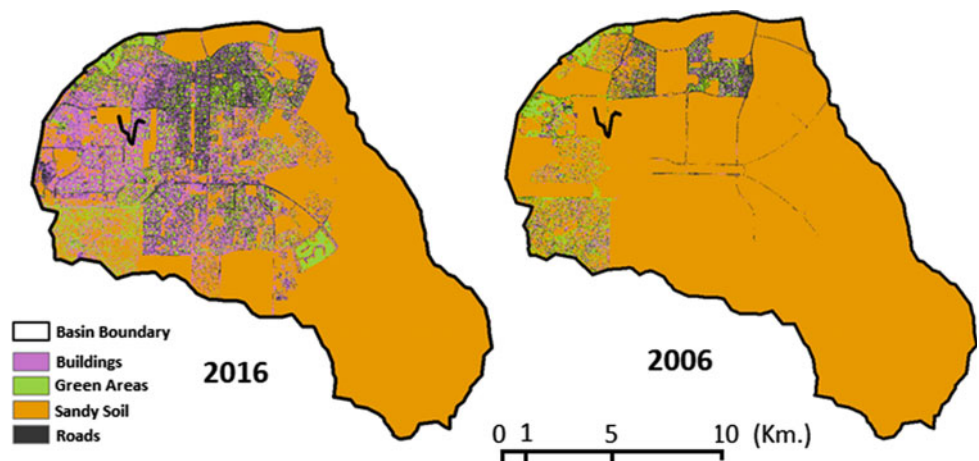 Basin Boundary
Buildings
Green Areas
Sandy Soil
Roads
2016
2006
0 1 5 10 (Km.)